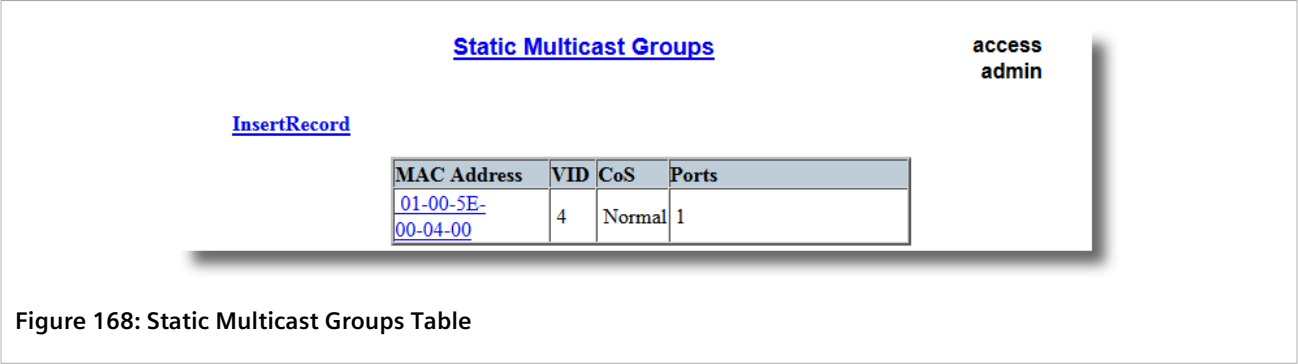 Static Multicast Groups
access
admin
InsertRecord
MAC Address VID CoS Ports
01-00-5E-
00-04-00 4 Normal 1
Figure 168: Static Multicast Groups Table